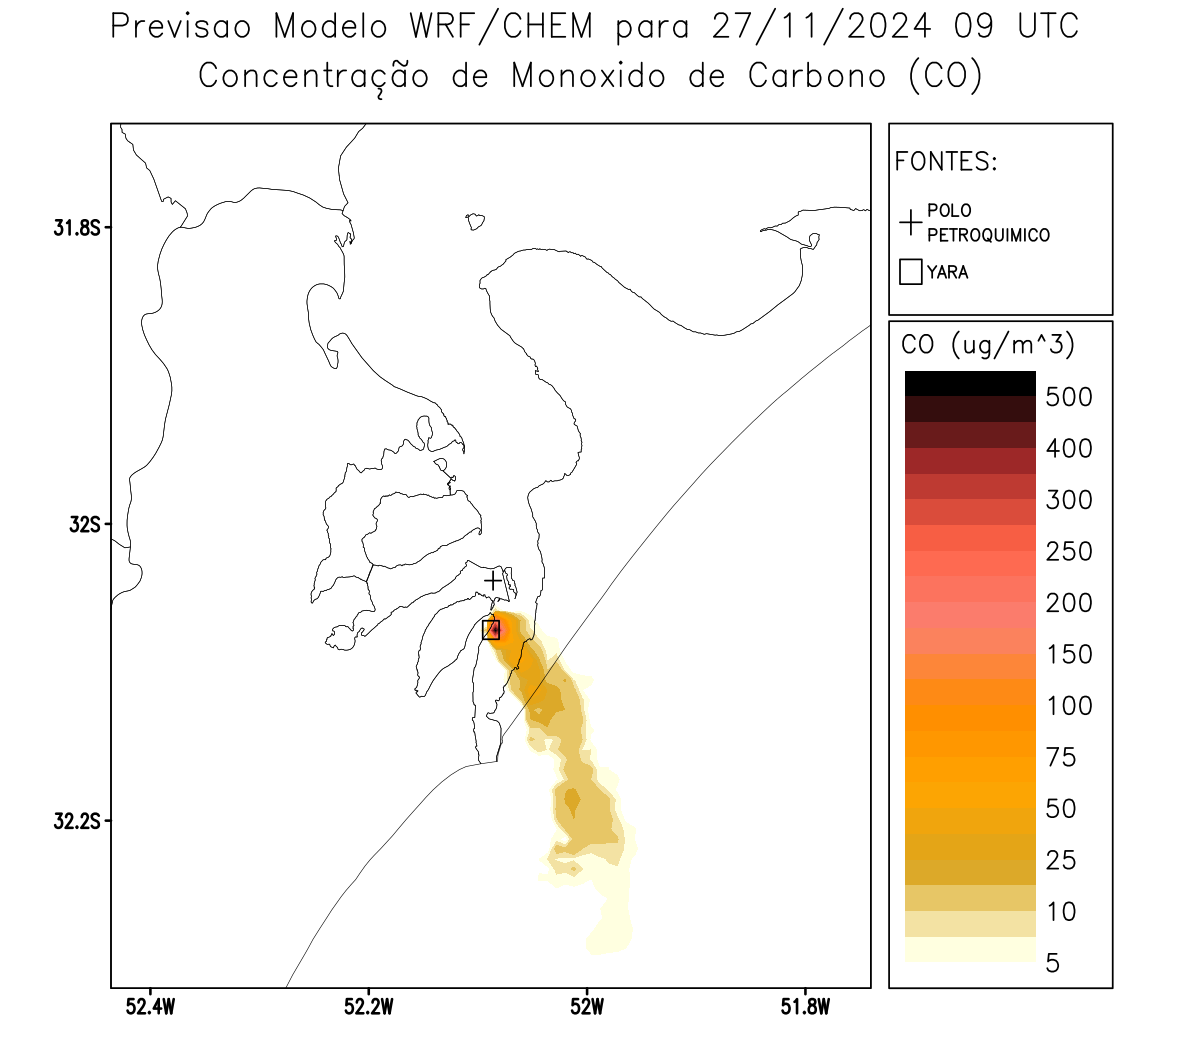 Previsao Modelo WRF/CHEM para 27/11/2024 09 UTC
Concentração de Monoxido de Carbono (CO)
FONTES:
POLO
PETROQUIMICO
YARA
CO (ug/m^3)
500
400
300
250
200
150
100
75
50
25
10
5
31.8S
32S
32.2S
52.4W
52.2W
52W
51.8W